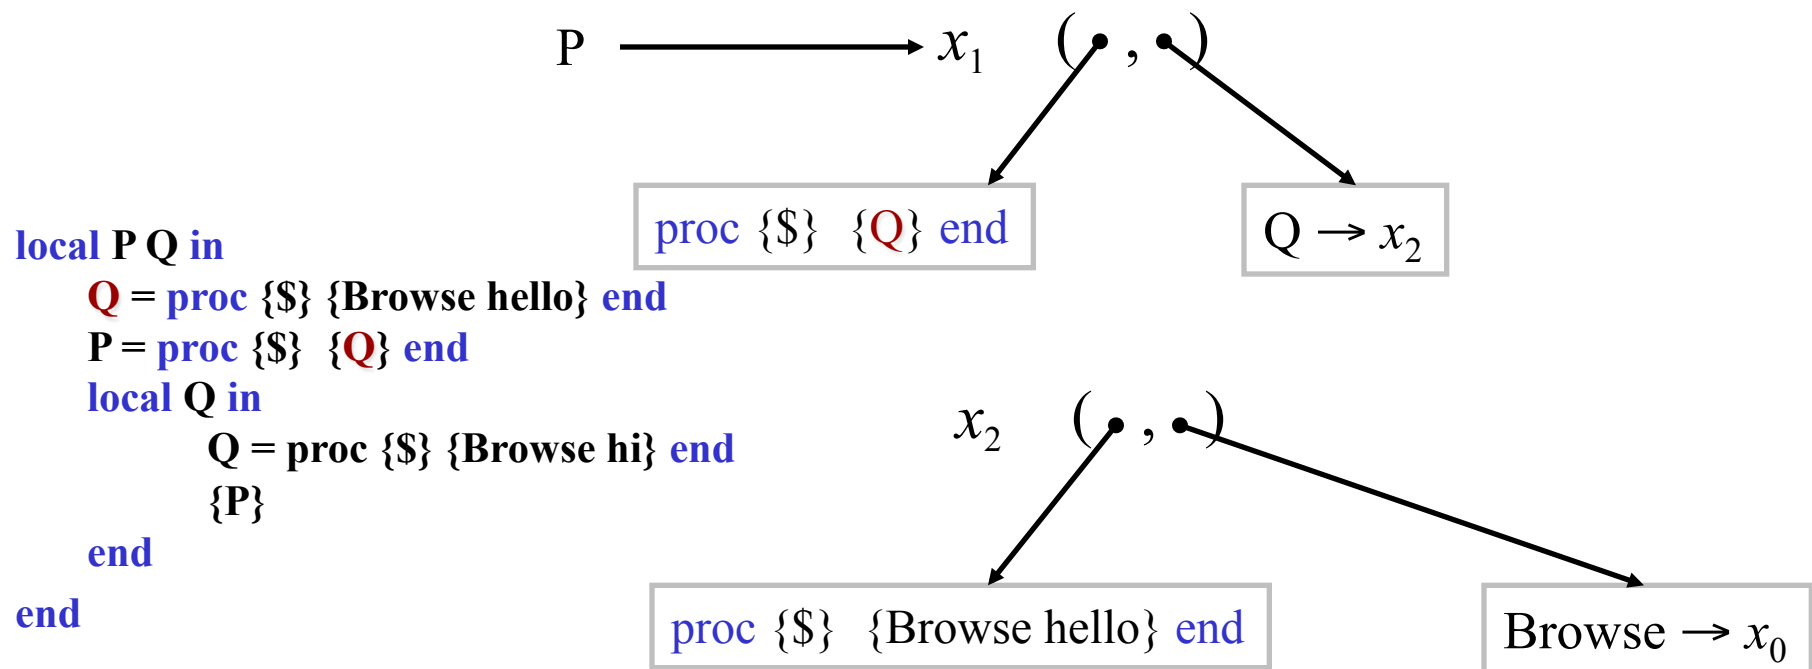 P x₁ ( , )
proc {$} {Q} end
Q → x₂
local P Q in
Q = proc {$} {Browse hello} end
P = proc {$} {Q} end
local Q in
Q = proc {$} {Browse hi} end
{P}
end
end
x₂ ( , )
proc {$} {Browse hello} end
Browse → x₀